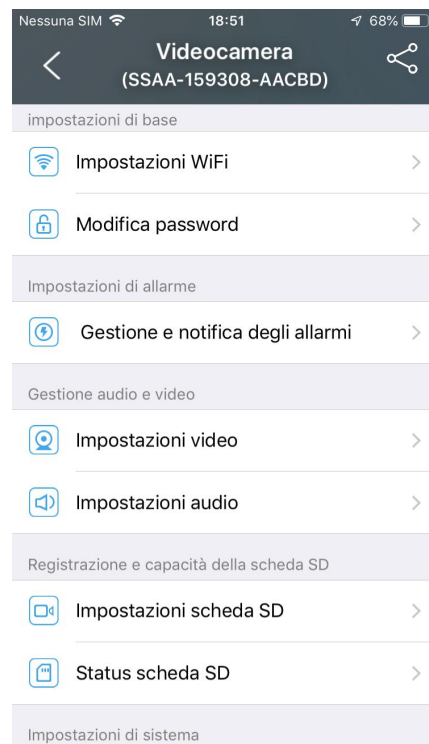 Nessuna SIM 18:51 68%
Videocamera
(SSAA-159308-AACBD)
impostazioni di base
Impostazioni WiFi
Modifica password
Impostazioni di allarme
Gestione e notifica degli allarmi
Gestione audio e video
Impostazioni video
Impostazioni audio
Registrazione e capacità della scheda SD
Impostazioni scheda SD
Status scheda SD
Impostazioni di sistema